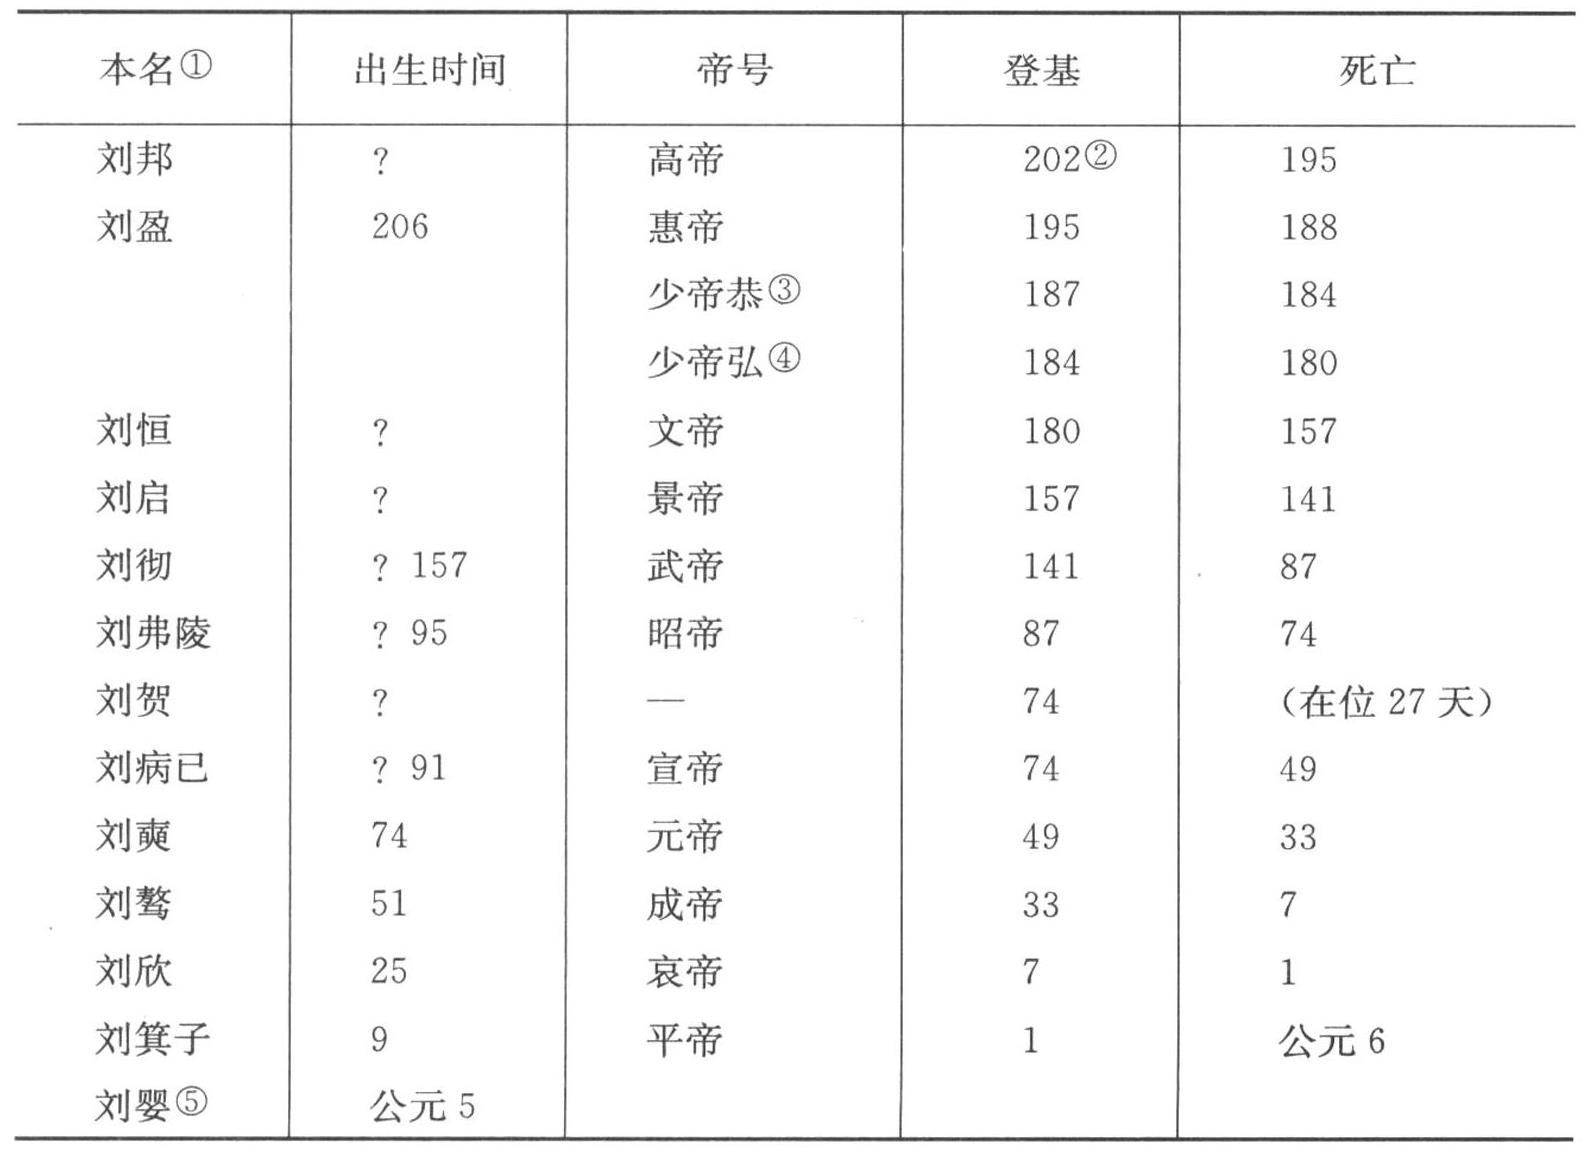 本名① 出生时间 帝号 登基 死亡
刘邦 ? 高帝 202② 195
刘盈 206 惠帝 195 188
少帝恭③ 187 184
少帝弘④ 184 180
刘恒 ? 文帝 180 157
刘启 ? 景帝 157 141
刘彻 ? 157 武帝 141 87
刘弗陵 ? 95 昭帝 87 74
刘贺 ? — 74 (在位 27 天)
刘病已 ? 91 宣帝 74 49
刘奭 74 元帝 49 33
刘骜 51 成帝 33 7
刘欣 25 哀帝 7 1
刘箕子 9 平帝 1 公元 6
刘婴⑤ 公元 5